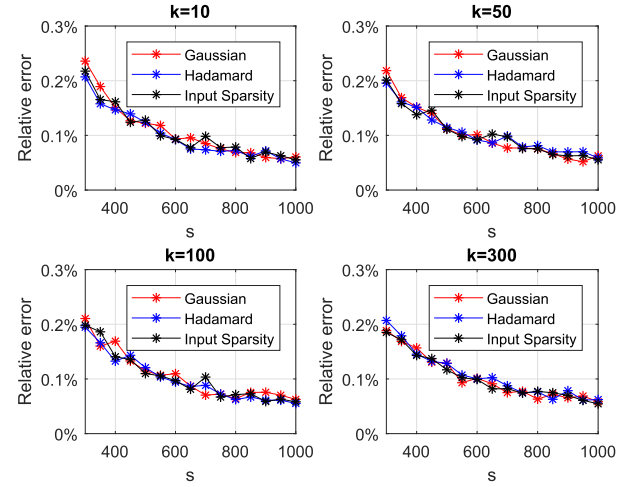 k=10
0.3%
0.2%
0.1%
0%
Relative error
Gaussian
Hadamard
Input Sparsity
400 600 800 1000
s
k=50
0.3%
0.2%
0.1%
0%
Relative error
Gaussian
Hadamard
Input Sparsity
400 600 800 1000
s
k=100
0.3%
0.2%
0.1%
0%
Relative error
Gaussian
Hadamard
Input Sparsity
400 600 800 1000
s
k=300
0.3%
0.2%
0.1%
0%
Relative error
Gaussian
Hadamard
Input Sparsity
400 600 800 1000
s